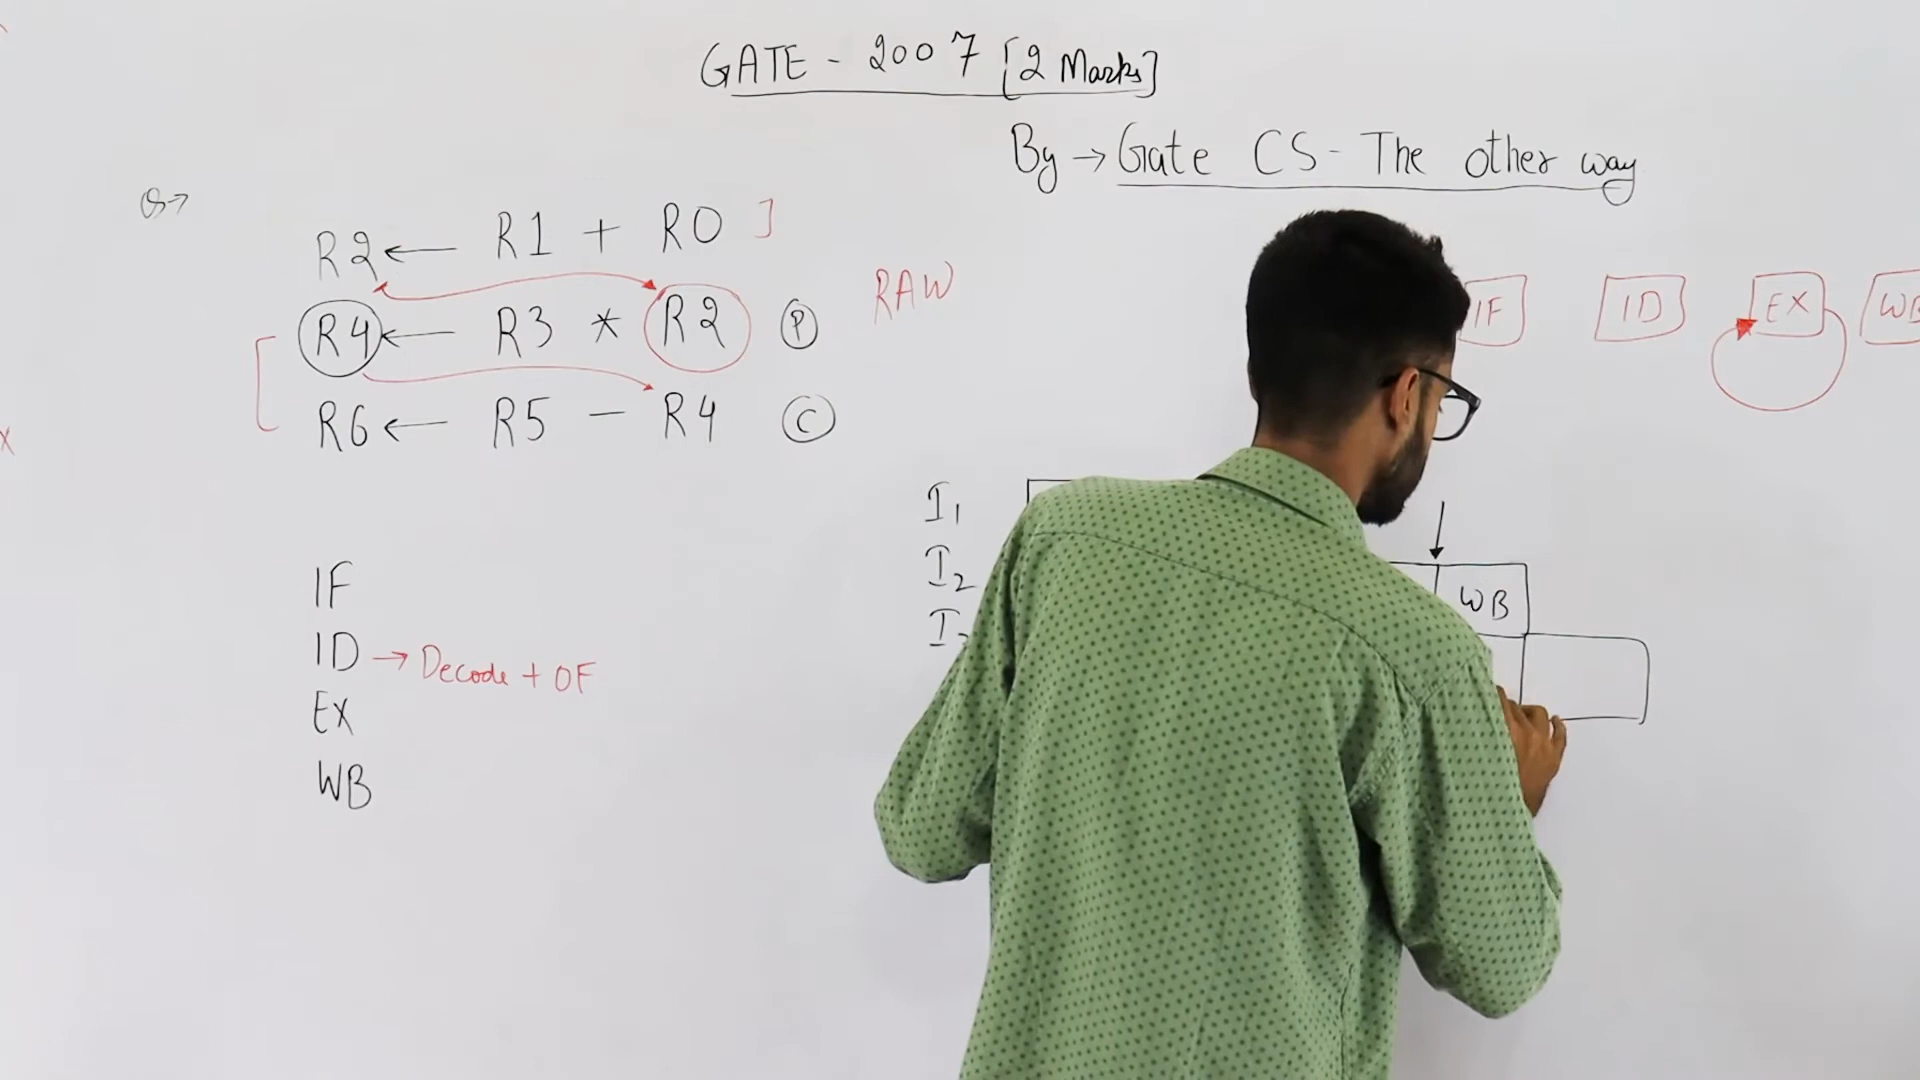 GATE - 2007 [2 Marks]
By → Gate CS - The other way
Q→
R2 ← R1 + R0 ]
R4 ← R3 * R2 P
R6 ← R5 − R4 C
RAW
IF ID EX WB
IF
ID → Decode + OF
EX
WB
I1
I2 WB